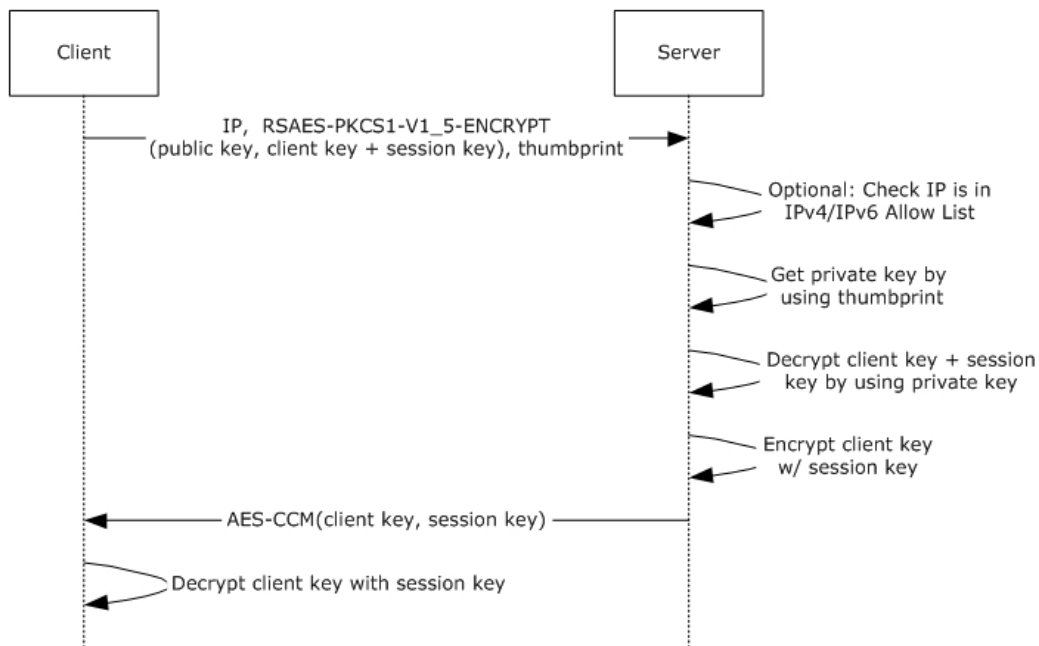 Client
Server
IP, RSAES-PKCS1-V1_5-ENCRYPT
(public key, client key + session key), thumbprint
Optional: Check IP is in
IPv4/IPv6 Allow List
Get private key by
using thumbprint
Decrypt client key + session
key by using private key
Encrypt client key
w/ session key
AES-CCM(client key, session key)
Decrypt client key with session key